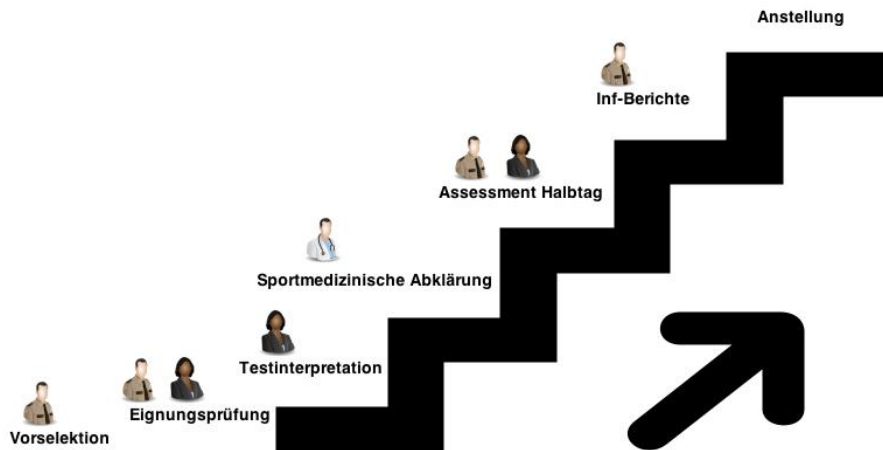 Anstellung
Inf-Berichte
Assessment Halbtag
Sportmedizinische Abklärung
Testinterpretation
Eignungsprüfung
Vorselektion